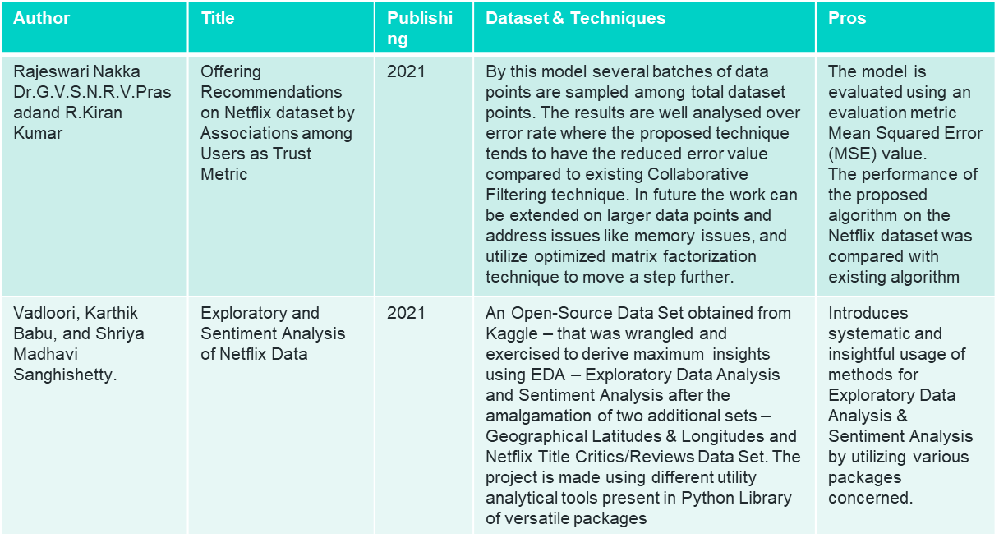 Author
Title
Publishi
ng
Dataset & Techniques
Pros
Rajeswari Nakka
Dr.G.V.S.N.R.V.Pras
adand R.Kiran
Kumar
Offering
Recommendations
on Netflix dataset by
Associations among
Users as Trust
Metric
2021
By this model several batches of data
points are sampled among total dataset
points. The results are well analysed over
error rate where the proposed technique
tends to have the reduced error value
compared to existing Collaborative
Filtering technique. In future the work can
be extended on larger data points and
address issues like memory issues, and
utilize optimized matrix factorization
technique to move a step further.
The model is
evaluated using an
evaluation metric
Mean Squared Error
(MSE) value.
The performance of
the proposed
algorithm on the
Netflix dataset was
compared with
existing algorithm
Vadloori, Karthik
Babu, and Shriya
Madhavi
Sanghishetty.
Exploratory and
Sentiment Analysis
of Netflix Data
2021
An Open-Source Data Set obtained from
Kaggle – that was wrangled and
exercised to derive maximum insights
using EDA – Exploratory Data Analysis
and Sentiment Analysis after the
amalgamation of two additional sets –
Geographical Latitudes & Longitudes and
Netflix Title Critics/Reviews Data Set. The
project is made using different utility
analytical tools present in Python Library
of versatile packages
Introduces
systematic and
insightful usage of
methods for
Exploratory Data
Analysis &
Sentiment Analysis
by utilizing various
packages
concerned.